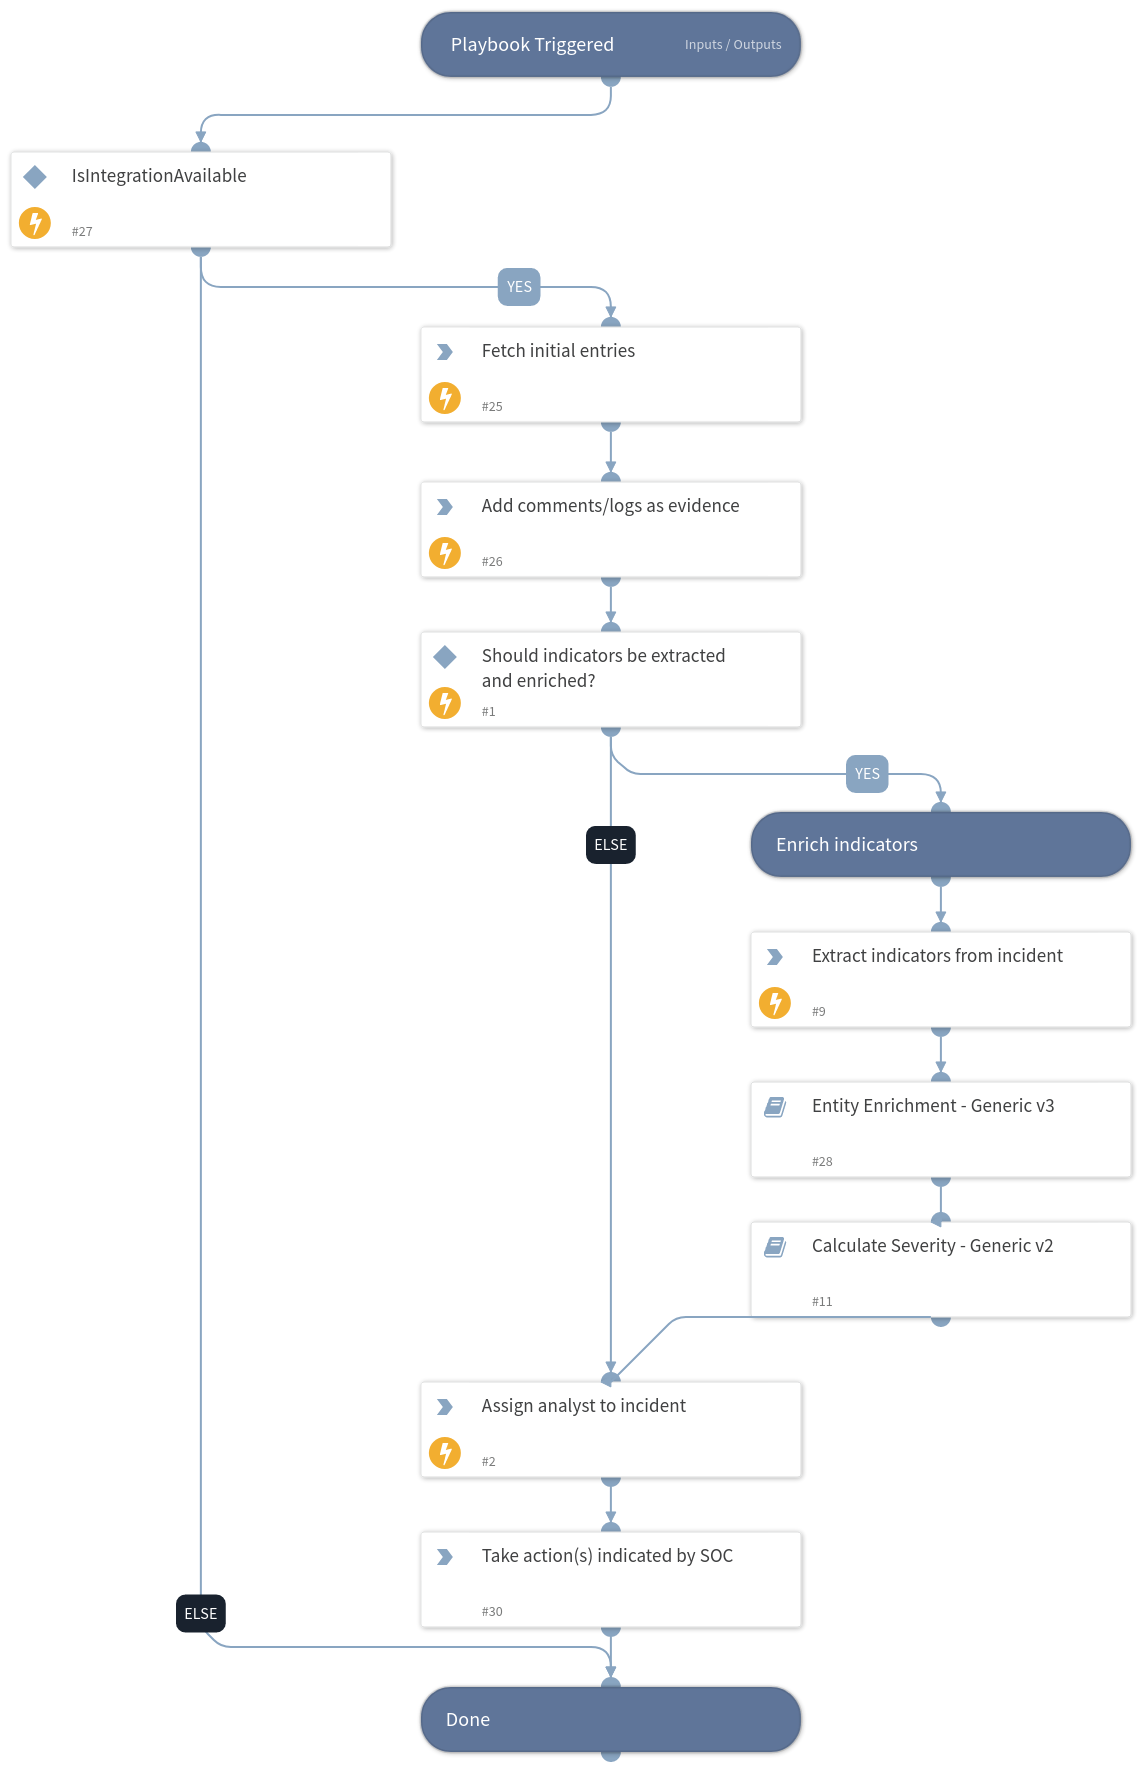 Playbook Triggered
Inputs / Outputs
IsIntegrationAvailable
#27
YES
Fetch initial entries
#25
Add comments/logs as evidence
#26
Should indicators be extracted
and enriched?
#1
YES
ELSE
Enrich indicators
Extract indicators from incident
#9
Entity Enrichment - Generic v3
#28
Calculate Severity - Generic v2
#11
Assign analyst to incident
#2
Take action(s) indicated by SOC
#30
ELSE
Done